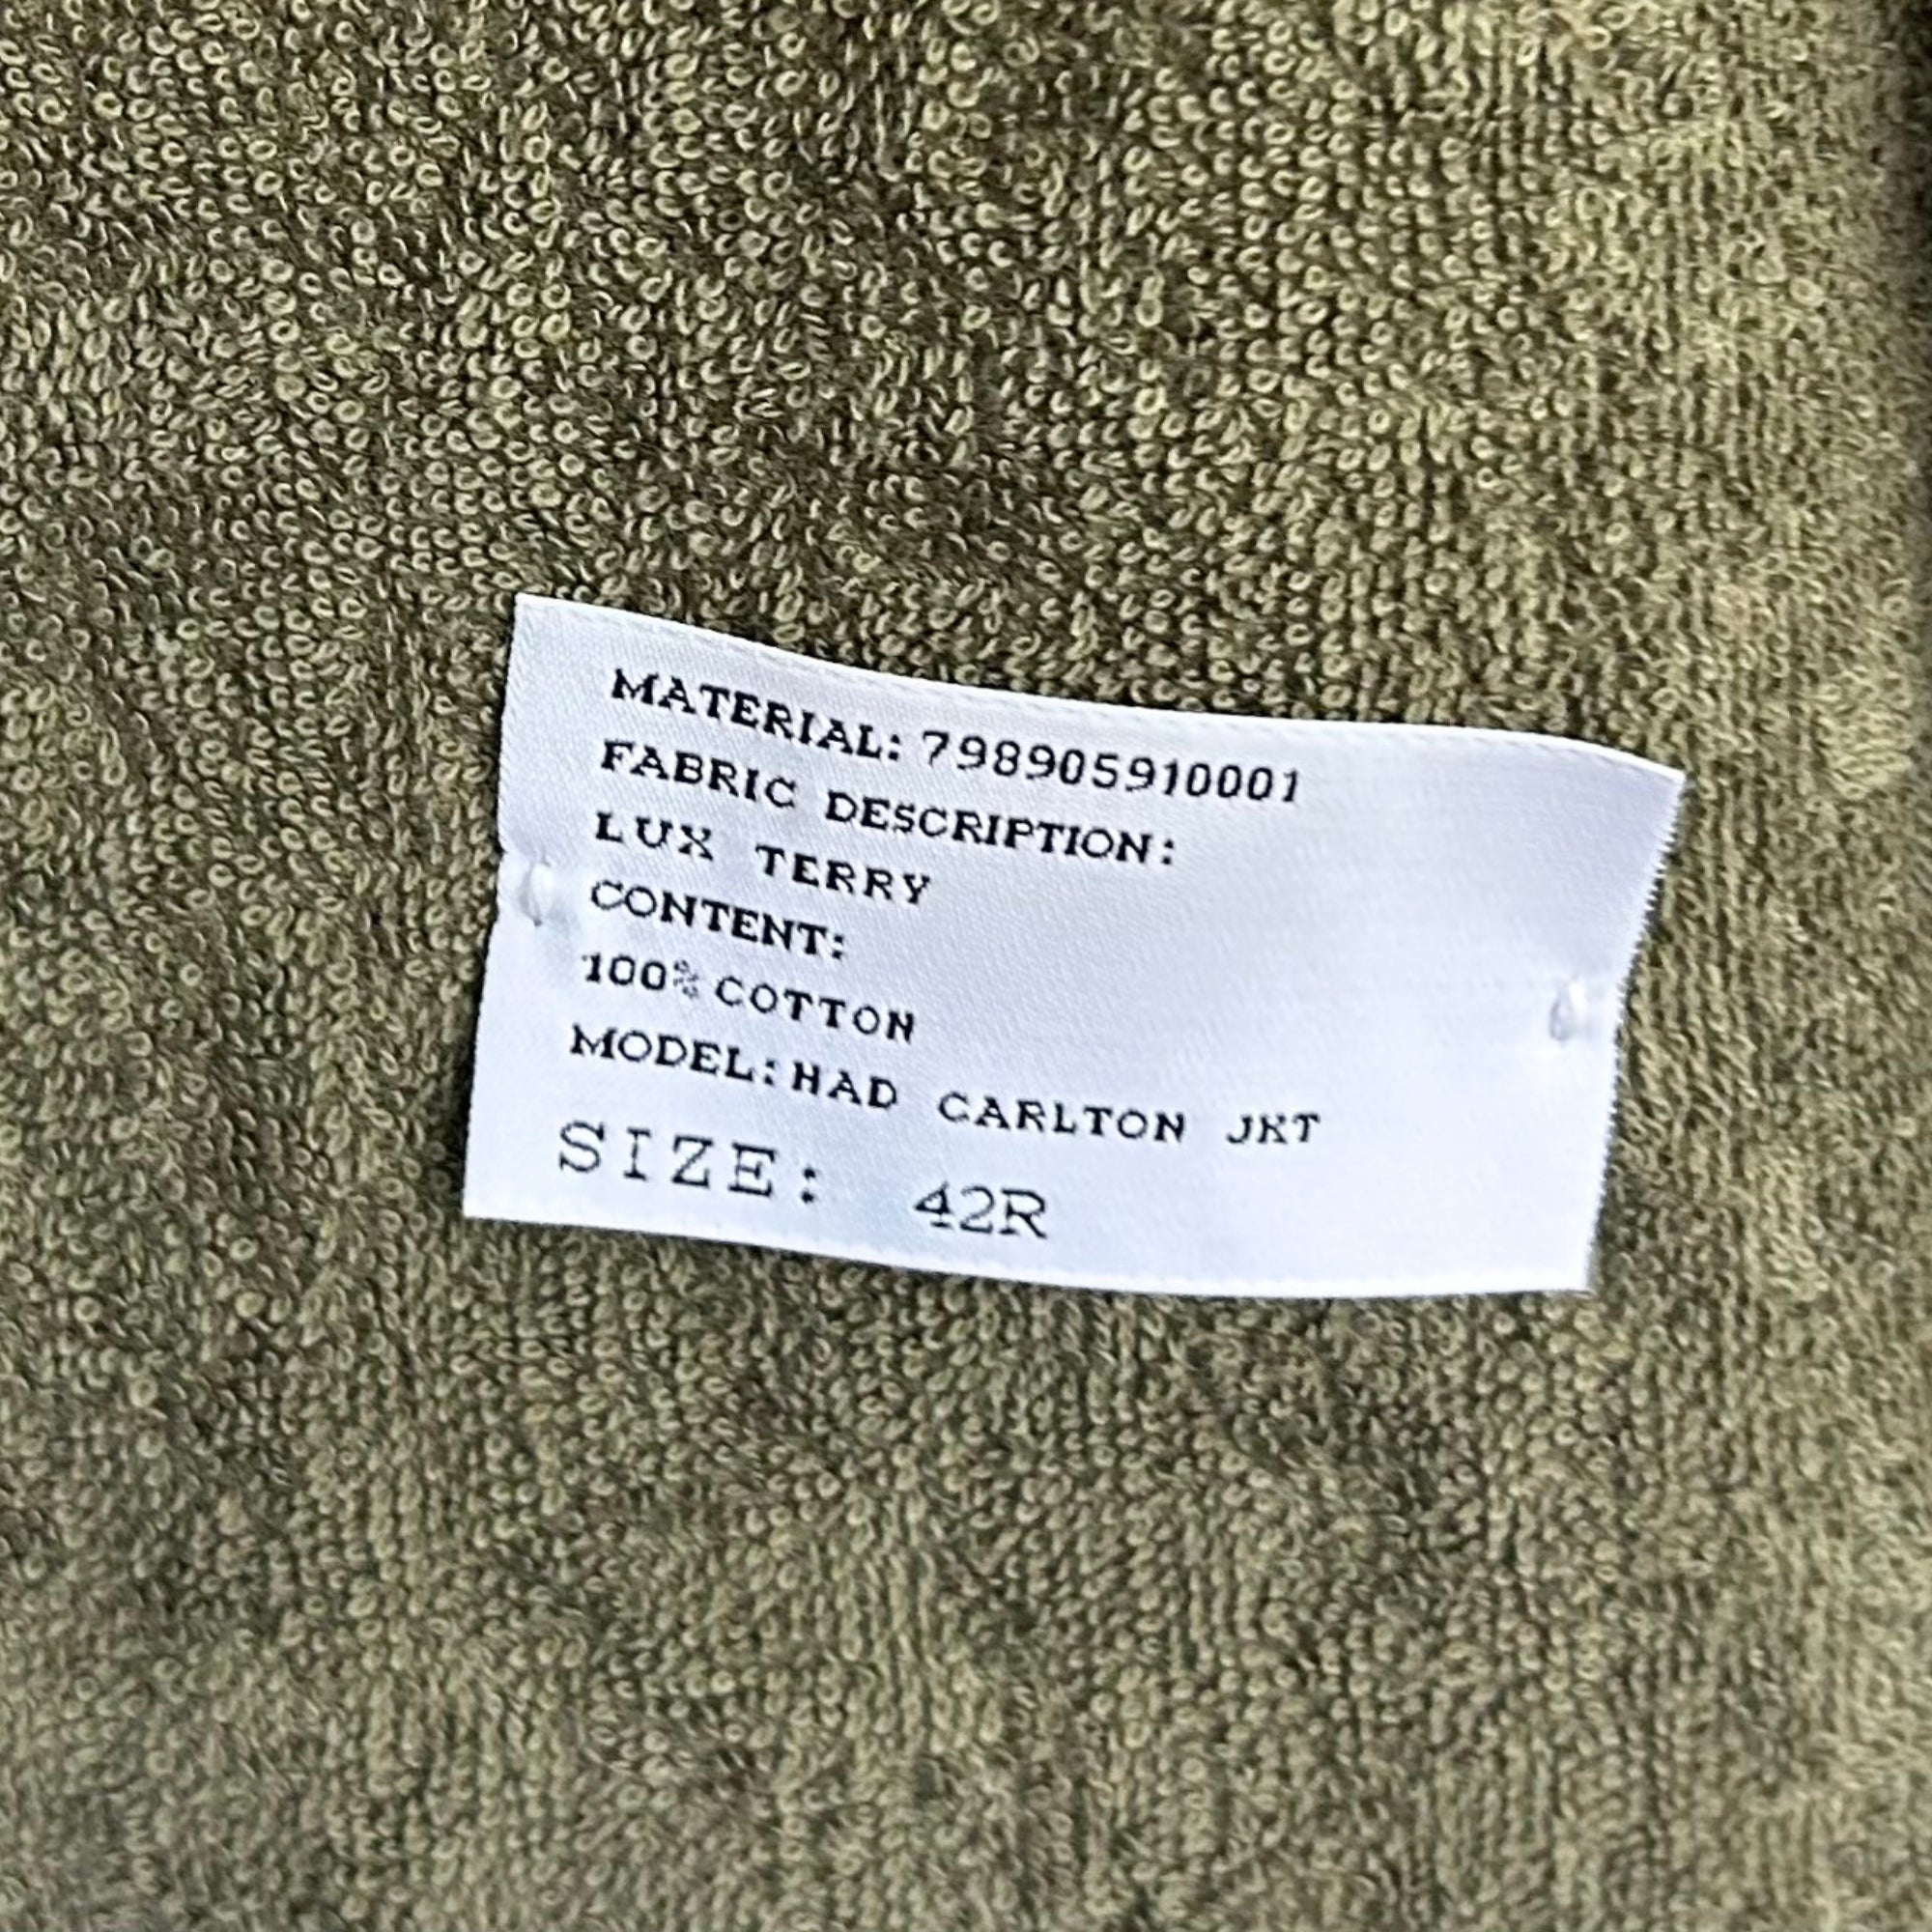 MATERIAL: 798905910001
FABRIC DESCRIPTION:
LUX TERRY
CONTENT:
100% COTTON
MODEL: HAD CARLTON JKT
SIZE: 42R